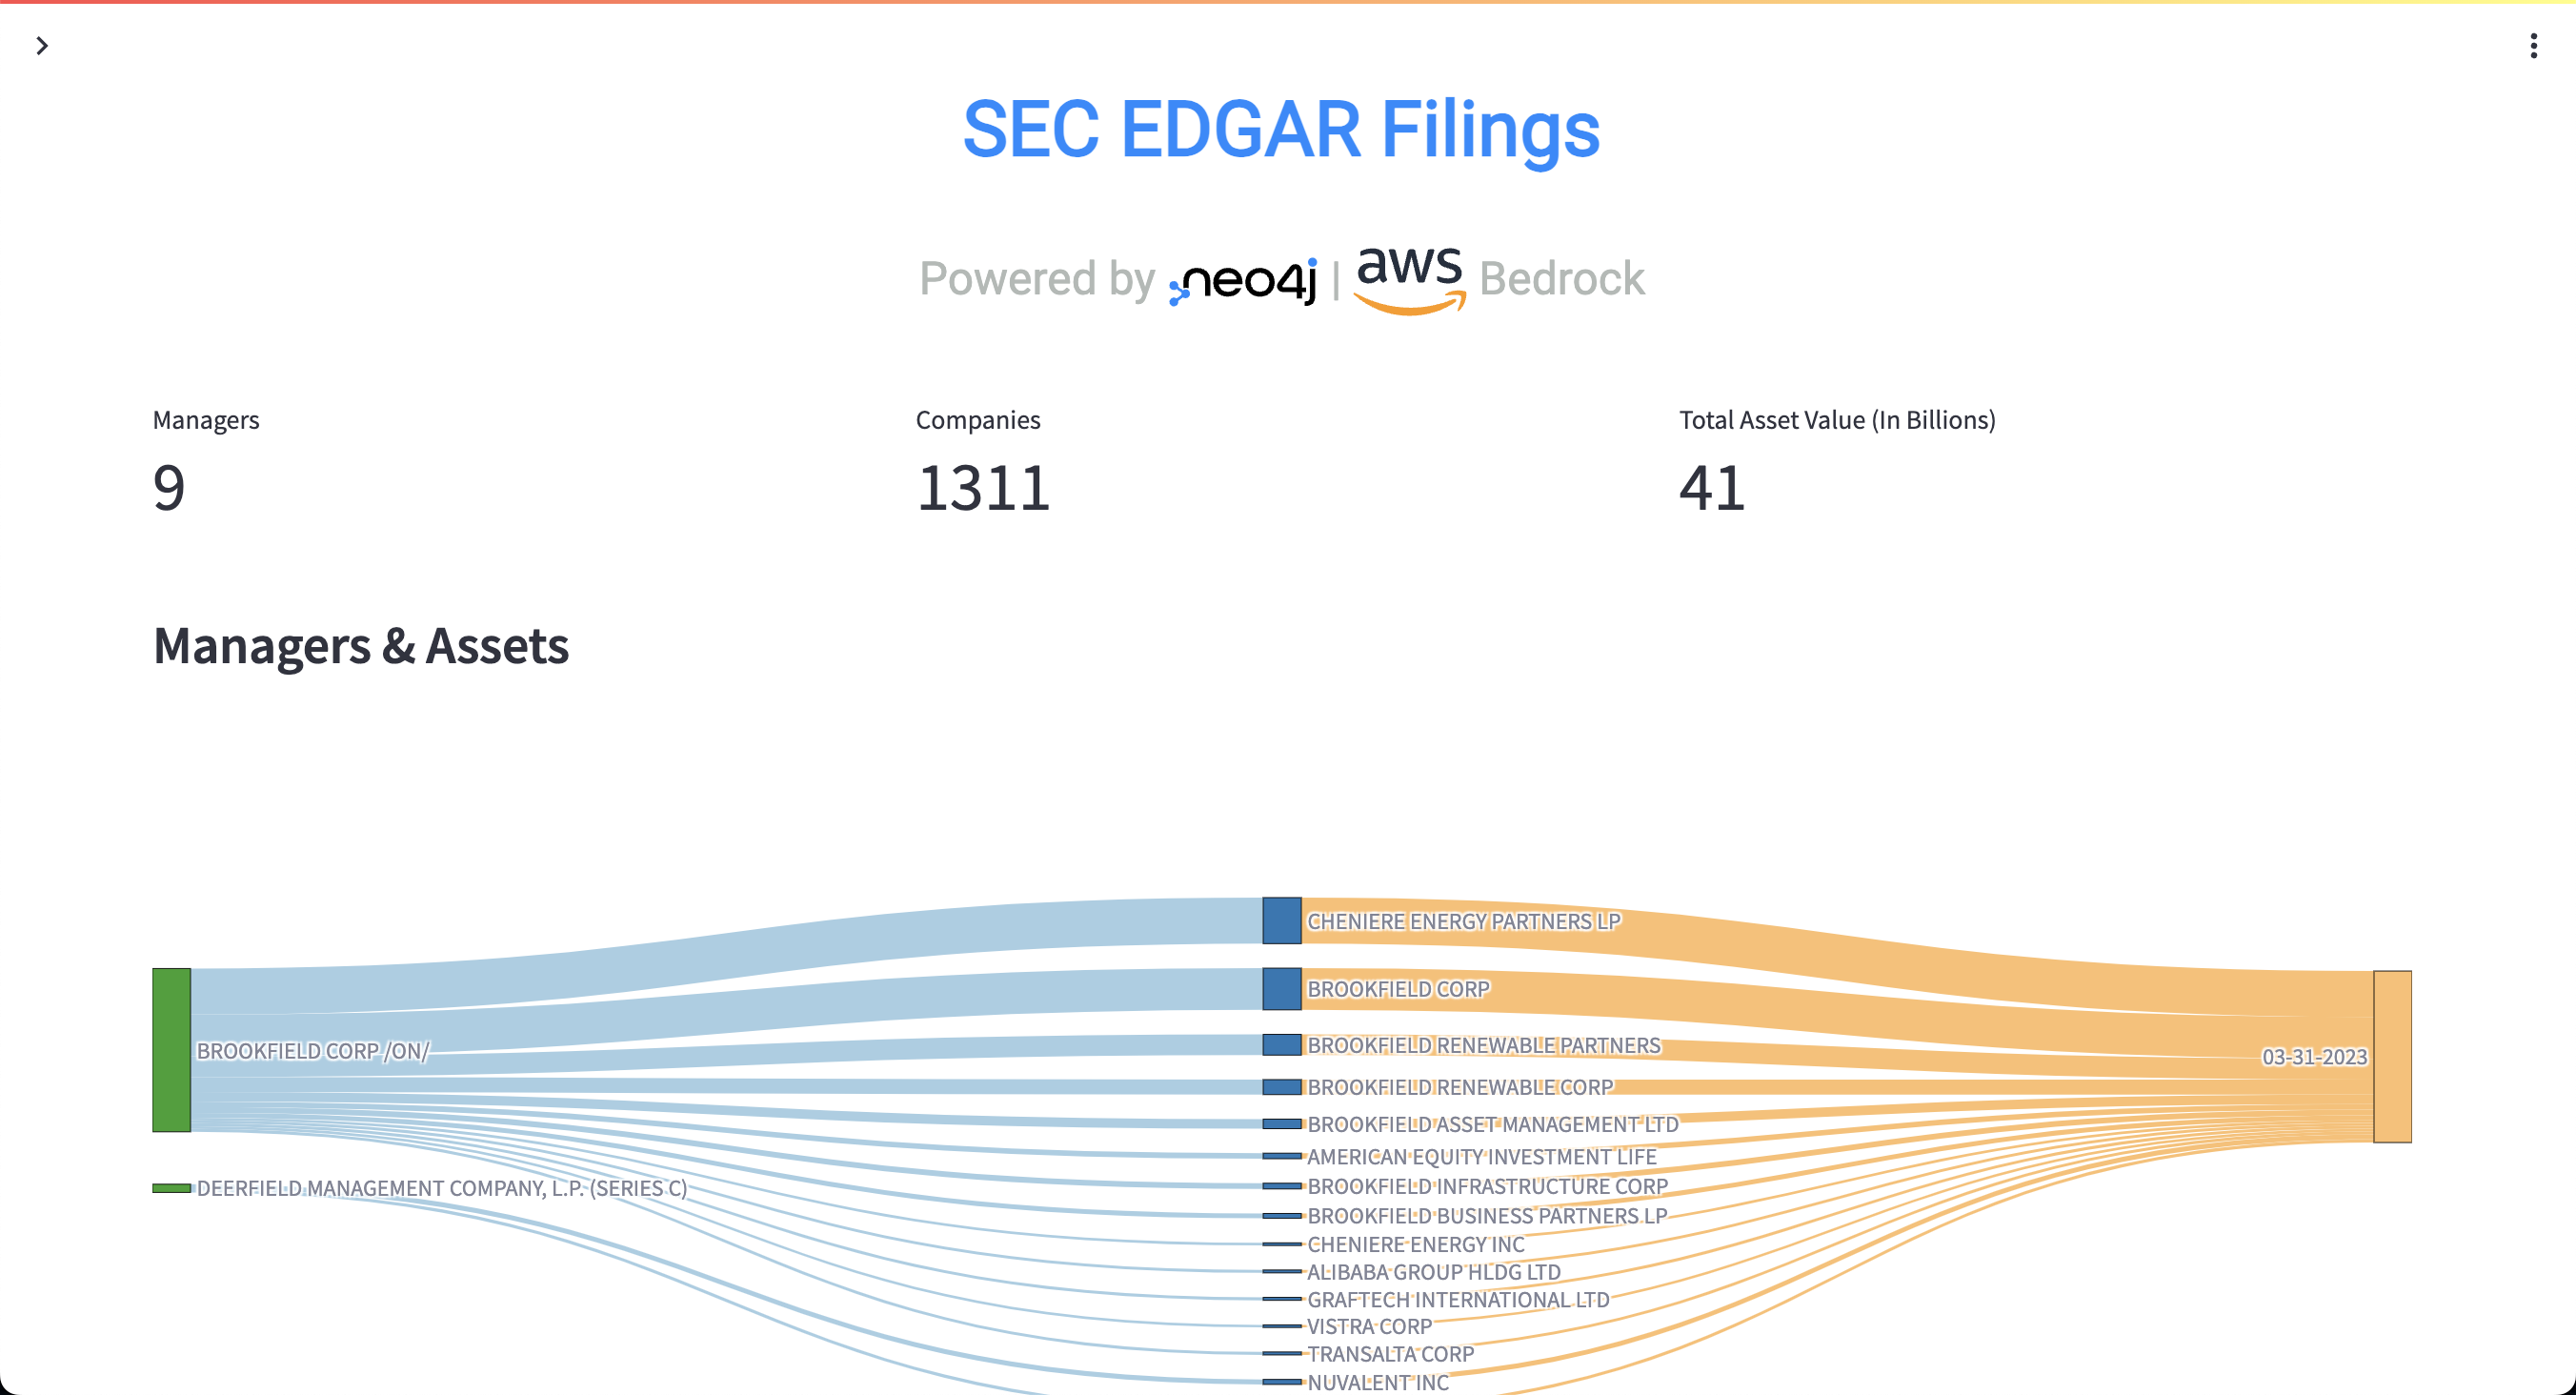 SEC EDGAR Filings
Powered by neo4j | aws Bedrock
Managers
9
Companies
1311
Total Asset Value (In Billions)
41
Managers & Assets
BROOKFIELD CORP /ON/
DEERFIELD MANAGEMENT COMPANY, L.P. (SERIES C)
CHENIERE ENERGY PARTNERS LP
BROOKFIELD CORP
BROOKFIELD RENEWABLE PARTNERS
BROOKFIELD RENEWABLE CORP
BROOKFIELD ASSET MANAGEMENT LTD
AMERICAN EQUITY INVESTMENT LIFE
BROOKFIELD INFRASTRUCTURE CORP
BROOKFIELD BUSINESS PARTNERS LP
CHENIERE ENERGY INC
ALIBABA GROUP HLDG LTD
GRAFTECH INTERNATIONAL LTD
VISTRA CORP
TRANSALTA CORP
NUVALENT INC
03-31-2023